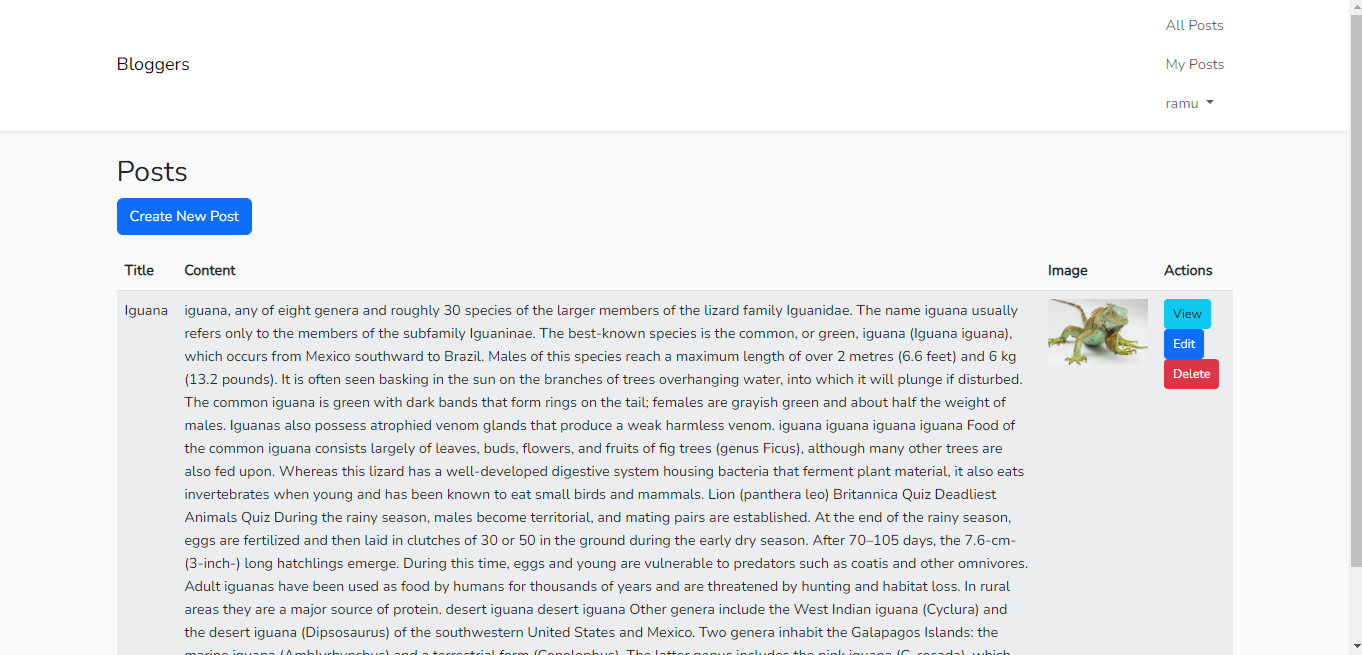 All Posts
Bloggers
My Posts
ramu
Posts
Create New Post
Title Content Image Actions
Iguana iguana, any of eight genera and roughly 30 species of the larger members of the lizard family Iguanidae. The name iguana usually View
refers only to the members of the subfamily Iguaninae. The best-known species is the common, or green, iguana (Iguana iguana),
which occurs from Mexico southward to Brazil. Males of this species reach a maximum length of over 2 metres (6.6 feet) and 6 kg Edit
(13.2 pounds). It is often seen basking in the sun on the branches of trees overhanging water, into which it will plunge if disturbed. Delete
The common iguana is green with dark bands that form rings on the tail; females are grayish green and about half the weight of
males. Iguanas also possess atrophied venom glands that produce a weak harmless venom. iguana iguana iguana iguana Food of
the common iguana consists largely of leaves, buds, flowers, and fruits of fig trees (genus Ficus), although many other trees are
also fed upon. Whereas this lizard has a well-developed digestive system housing bacteria that ferment plant material, it also eats
invertebrates when young and has been known to eat small birds and mammals. Lion (panthera leo) Britannica Quiz Deadliest
Animals Quiz During the rainy season, males become territorial, and mating pairs are established. At the end of the rainy season,
eggs are fertilized and then laid in clutches of 30 or 50 in the ground during the early dry season. After 70–105 days, the 7.6-cm-
(3-inch-) long hatchlings emerge. During this time, eggs and young are vulnerable to predators such as coatis and other omnivores.
Adult iguanas have been used as food by humans for thousands of years and are threatened by hunting and habitat loss. In rural
areas they are a major source of protein. desert iguana desert iguana Other genera include the West Indian iguana (Cyclura) and
the desert iguana (Dipsosaurus) of the southwestern United States and Mexico. Two genera inhabit the Galapagos Islands: the
marine iguana (Amblyrhynchus) and a terrestrial form (Conolophus). The latter genus includes the pink iguana (C. rosada), which